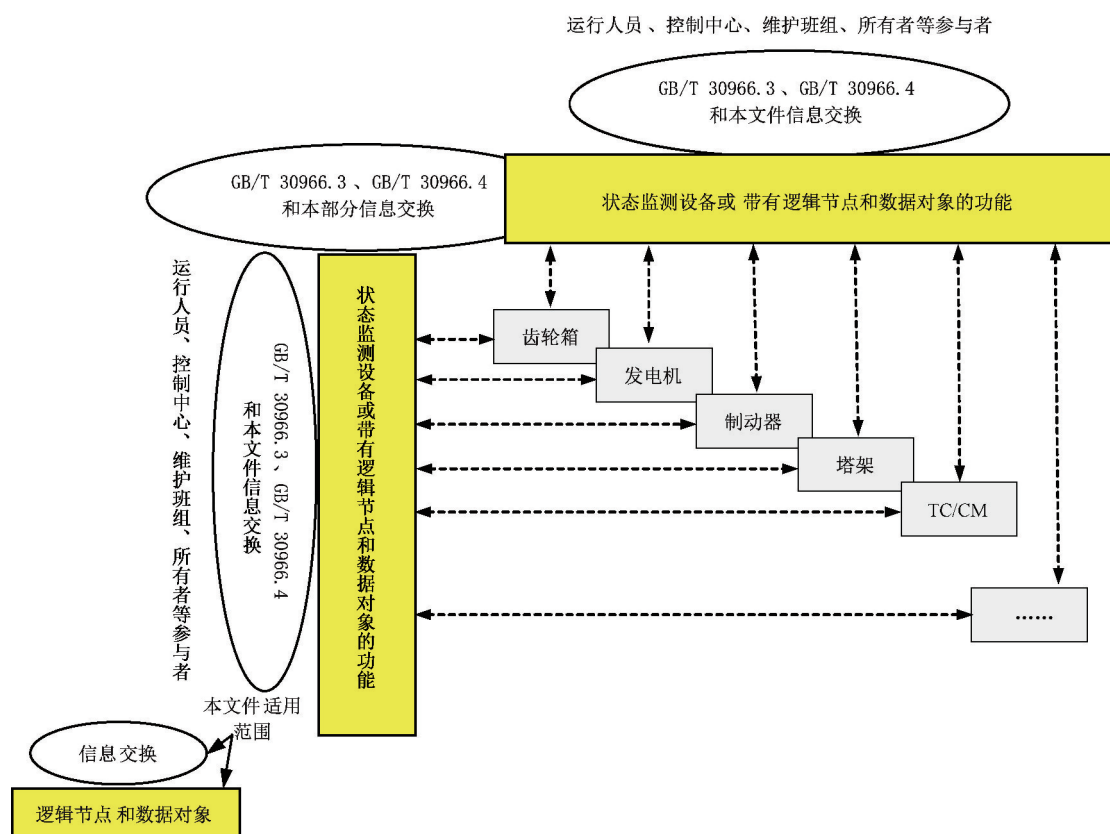 运行人员、控制中心、维护班组、所有者等参与者
GB/T 30966.3、GB/T 30966.4
和本文件信息交换
GB/T 30966.3、GB/T 30966.4
和本部分信息交换
状态监测设备或 带有逻辑节点和数据对象的功能
运行人员、控制中心、维护班组、所有者等参与者
GB/T 30966.3、GB/T 30966.4
和本文件信息交换
状态监测设备或带有逻辑节点和数据对象的功能
齿轮箱
发电机
制动器
塔架
TC/CM
……
本文件适用
范围
信息交换
逻辑节点和数据对象